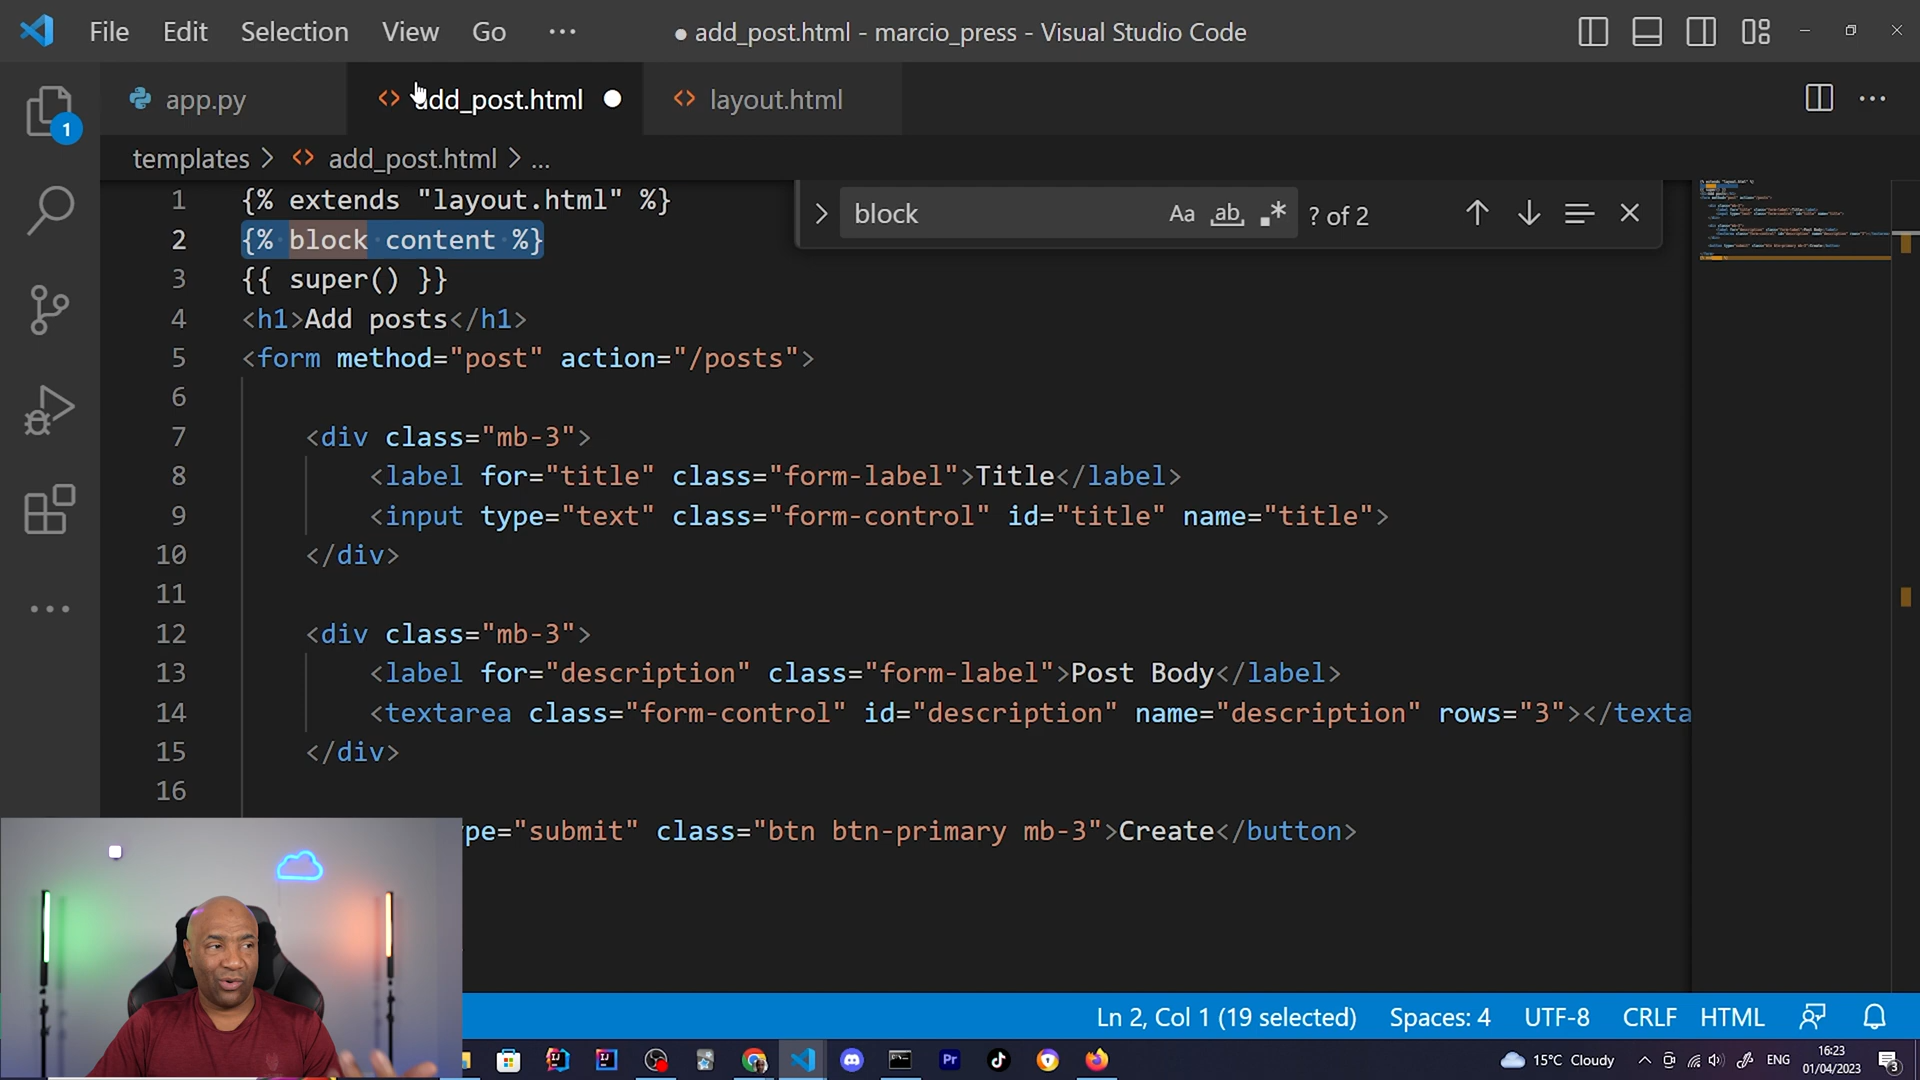 File Edit Selection View Go ··· ● add_post.html - marcio_press - Visual Studio Code
app.py <> add_post.html ● <> layout.html ···
1
templates > <> add_post.html > ...
1 {% extends "layout.html" %}
> block Aa ab .* ? of 2
2 {% block content %}
3 {{ super() }}
4 <h1>Add posts</h1>
5 <form method="post" action="/posts">
6
7 <div class="mb-3">
8 <label for="title" class="form-label">Title</label>
9 <input type="text" class="form-control" id="title" name="title">
10 </div>
11
12 <div class="mb-3">
13 <label for="description" class="form-label">Post Body</label>
14 <textarea class="form-control" id="description" name="description" rows="3"></texta
15 </div>
16
ype="submit" class="btn btn-primary mb-3">Create</button>
Ln 2, Col 1 (19 selected) Spaces: 4 UTF-8 CRLF HTML
Pr 15°C Cloudy ENG 16:23
01/04/2023 3